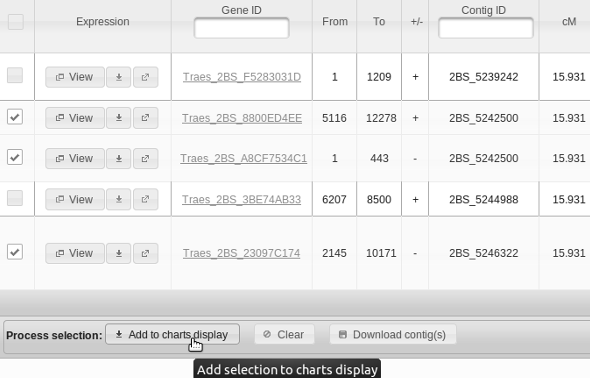 Expression Gene ID From To +/- Contig ID cM
View Traes_2BS_F5283031D 1 1209 + 2BS_5239242 15.931
View Traes_2BS_8800ED4EE 5116 12278 + 2BS_5242500 15.931
View Traes_2BS_A8CF7534C1 1 443 - 2BS_5242500 15.931
View Traes_2BS_3BE74AB33 6207 8500 + 2BS_5244988 15.931
View Traes_2BS_23097C174 2145 10171 - 2BS_5246322 15.931
Process selection: Add to charts display Clear Download contig(s)
Add selection to charts display